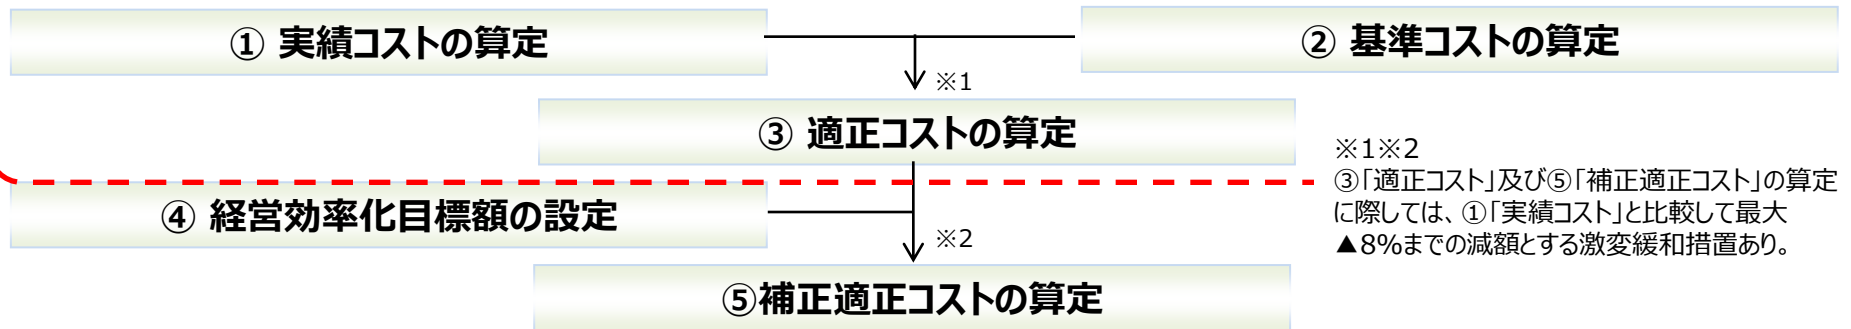 ① 実績コストの算定
② 基準コストの算定
※1
③ 適正コストの算定
※1※2
③「適正コスト」及び⑤「補正適正コスト」の算定
に際しては、①「実績コスト」と比較して最大
▲8%までの減額とする激変緩和措置あり。
④ 経営効率化目標額の設定
※2
⑤補正適正コストの算定